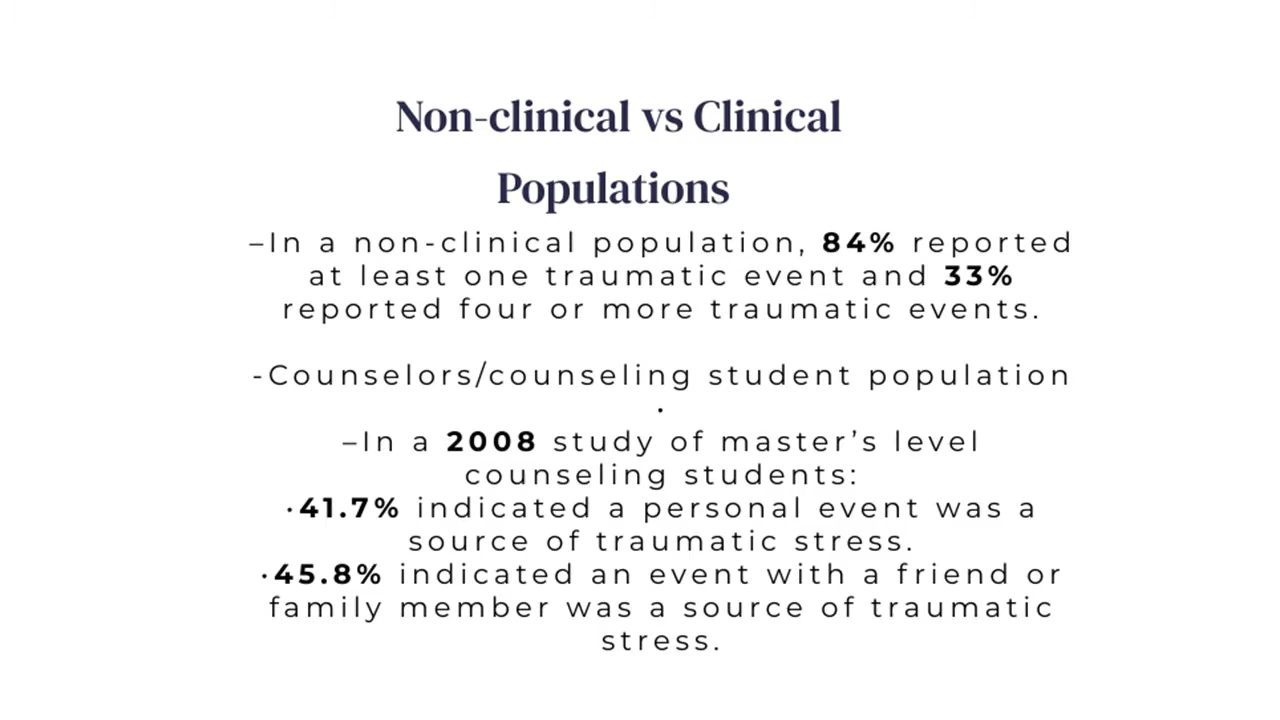 Non-clinical vs Clinical
Populations
–In a non-clinical population, 84% reported
at least one traumatic event and 33%
reported four or more traumatic events.
-Counselors/counseling student population
·
–In a 2008 study of master’s level
counseling students:
·41.7% indicated a personal event was a
source of traumatic stress.
·45.8% indicated an event with a friend or
family member was a source of traumatic
stress.